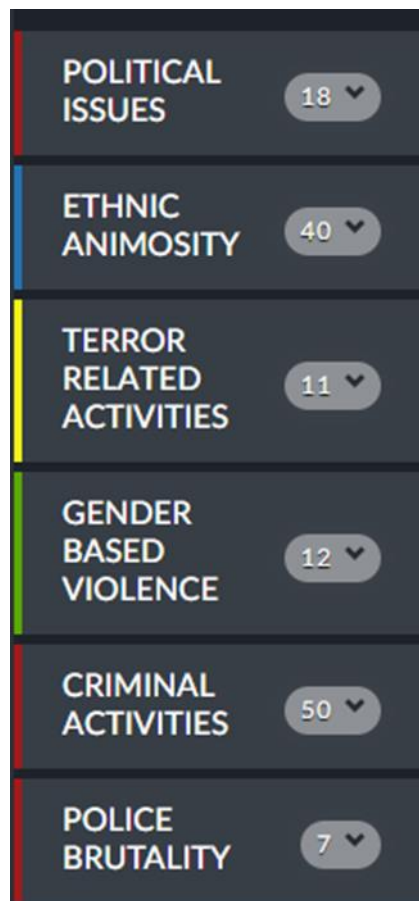 POLITICAL
ISSUES
18
ETHNIC
ANIMOSITY
40
TERROR
RELATED
ACTIVITIES
11
GENDER
BASED
VIOLENCE
12
CRIMINAL
ACTIVITIES
50
POLICE
BRUTALITY
7